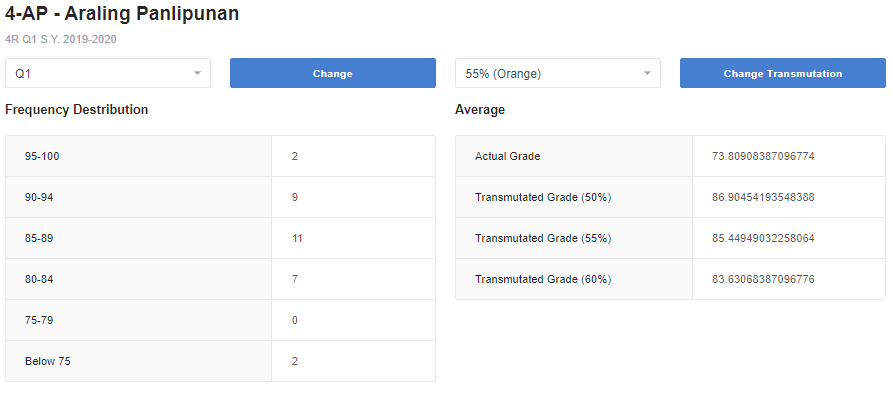 4-AP - Araling Panlipunan
4R Q1 S.Y. 2019-2020
Q1
Change
55% (Orange)
Change Transmutation
Frequency Destribution
95-100 2
90-94 9
85-89 11
80-84 7
75-79 0
Below 75 2
Average
Actual Grade 73.80908387096774
Transmutated Grade (50%) 86.90454193548388
Transmutated Grade (55%) 85.44949032258064
Transmutated Grade (60%) 83.63068387096776